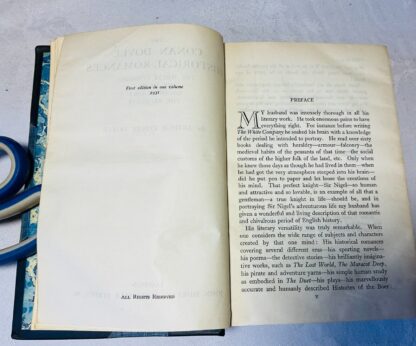 THE
CONAN DOYLE
HISTORICAL ROMANCES
First edition in one volume
1931
ALL RIGHTS RESERVED
PREFACE
MY husband was intensely thorough in all his
literary work. He took enormous pains to have
everything right. For instance before writing
The White Company he soaked his brain with a knowledge
of the period he intended to portray. He read over sixty
books dealing with heraldry—armour—falconry—the
medieval habits of the peasants of that time—the social
customs of the higher folk of the land, etc. Only when
he knew those days as though he had lived in them—when
he had got the very atmosphere steeped into his brain—
did he put pen to paper and let loose the creations of
his mind. That perfect knight—Sir Nigel—so human
and attractive and so lovable, is an example of all that a
gentleman—a true knight in life—should be, and in
portraying Sir Nigel's adventurous life my husband has
given a wonderful and living description of that romantic and
chivalrous period of English history.
His literary versatility was truly remarkable. When
one considers the wide range of subjects and characters
created by that one mind: His historical romances
covering several different eras—his sporting novels—
his poems—the detective stories—his brilliantly imagina-
tive works, such as The Lost World, The Maracot Deep,
his pirate and adventure yarns—his simple human study
as embodied in The Duet—his plays—his marvellously
accurate and humanly described Histories of the Boer
v